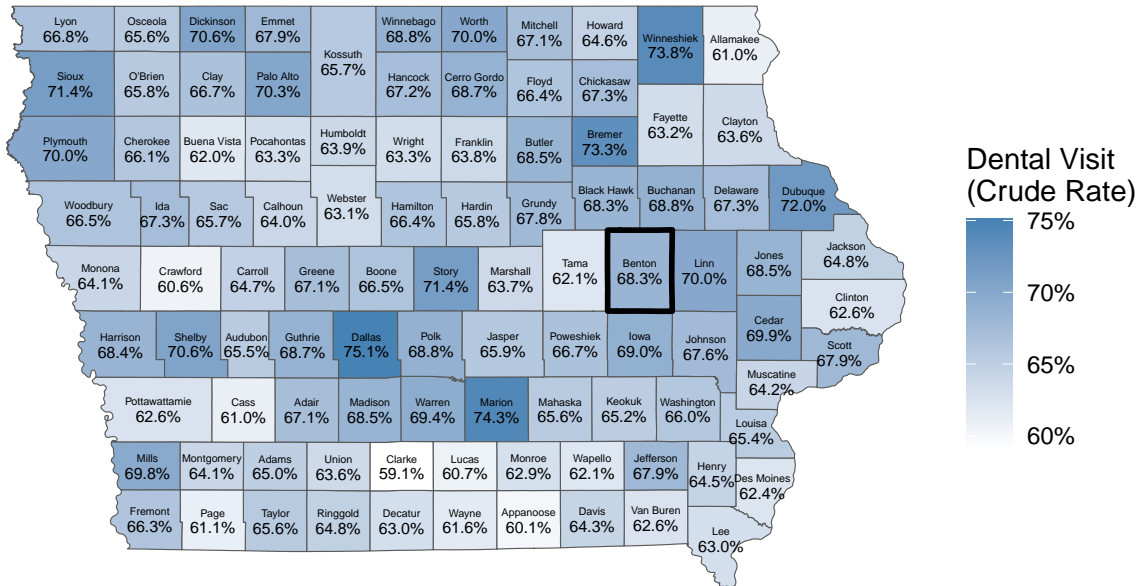 Lyon
66.8%
Osceola
65.6%
Dickinson
70.6%
Emmet
67.9%
Kossuth
65.7%
Winnebago
68.8%
Worth
70.0%
Mitchell
67.1%
Howard
64.6%
Winneshiek
73.8%
Allamakee
61.0%
Sioux
71.4%
O'Brien
65.8%
Clay
66.7%
Palo Alto
70.3%
Hancock
67.2%
Cerro Gordo
68.7%
Floyd
66.4%
Chickasaw
67.3%
Fayette
63.2%
Clayton
63.6%
Plymouth
70.0%
Cherokee
66.1%
Buena Vista
62.0%
Pocahontas
63.3%
Humboldt
63.9%
Wright
63.3%
Franklin
63.8%
Butler
68.5%
Bremer
73.3%
Woodbury
66.5%
Ida
67.3%
Sac
65.7%
Calhoun
64.0%
Webster
63.1%
Hamilton
66.4%
Hardin
65.8%
Grundy
67.8%
Black Hawk
68.3%
Buchanan
68.8%
Delaware
67.3%
Dubuque
72.0%
Monona
64.1%
Crawford
60.6%
Carroll
64.7%
Greene
67.1%
Boone
66.5%
Story
71.4%
Marshall
63.7%
Tama
62.1%
Benton
68.3%
Linn
70.0%
Jones
68.5%
Jackson
64.8%
Clinton
62.6%
Harrison
68.4%
Shelby
70.6%
Audubon
65.5%
Guthrie
68.7%
Dallas
75.1%
Polk
68.8%
Jasper
65.9%
Poweshiek
66.7%
Iowa
69.0%
Johnson
67.6%
Cedar
69.9%
Scott
67.9%
Muscatine
64.2%
Pottawattamie
62.6%
Cass
61.0%
Adair
67.1%
Madison
68.5%
Warren
69.4%
Marion
74.3%
Mahaska
65.6%
Keokuk
65.2%
Washington
66.0%
Louisa
65.4%
Mills
69.8%
Montgomery
64.1%
Adams
65.0%
Union
63.6%
Clarke
59.1%
Lucas
60.7%
Monroe
62.9%
Wapello
62.1%
Jefferson
67.9%
Henry
64.5%
Des Moines
62.4%
Fremont
66.3%
Page
61.1%
Taylor
65.6%
Ringgold
64.8%
Decatur
63.0%
Wayne
61.6%
Appanoose
60.1%
Davis
64.3%
Van Buren
62.6%
Lee
63.0%
Dental Visit
(Crude Rate)
75%
70%
65%
60%